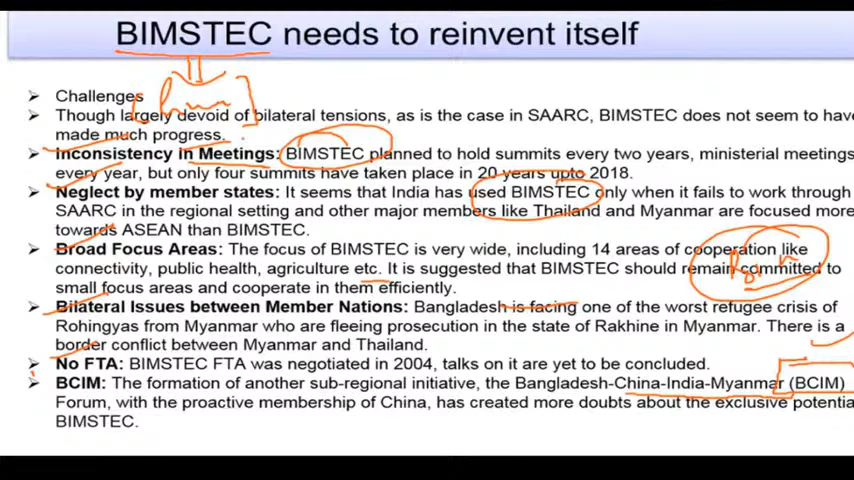 BIMSTEC needs to reinvent itself
Challenges
Though largely devoid of bilateral tensions, as is the case in SAARC, BIMSTEC does not seem to have
made much progress.
Inconsistency in Meetings: BIMSTEC planned to hold summits every two years, ministerial meetings
every year, but only four summits have taken place in 20 years upto 2018.
Neglect by member states: It seems that India has used BIMSTEC only when it fails to work through
SAARC in the regional setting and other major members like Thailand and Myanmar are focused more
towards ASEAN than BIMSTEC.
Broad Focus Areas: The focus of BIMSTEC is very wide, including 14 areas of cooperation like
connectivity, public health, agriculture etc. It is suggested that BIMSTEC should remain committed to
small focus areas and cooperate in them efficiently.
Bilateral Issues between Member Nations: Bangladesh is facing one of the worst refugee crisis of
Rohingyas from Myanmar who are fleeing prosecution in the state of Rakhine in Myanmar. There is a
border conflict between Myanmar and Thailand.
No FTA: BIMSTEC FTA was negotiated in 2004, talks on it are yet to be concluded.
BCIM: The formation of another sub-regional initiative, the Bangladesh-China-India-Myanmar (BCIM)
Forum, with the proactive membership of China, has created more doubts about the exclusive potentia
BIMSTEC.